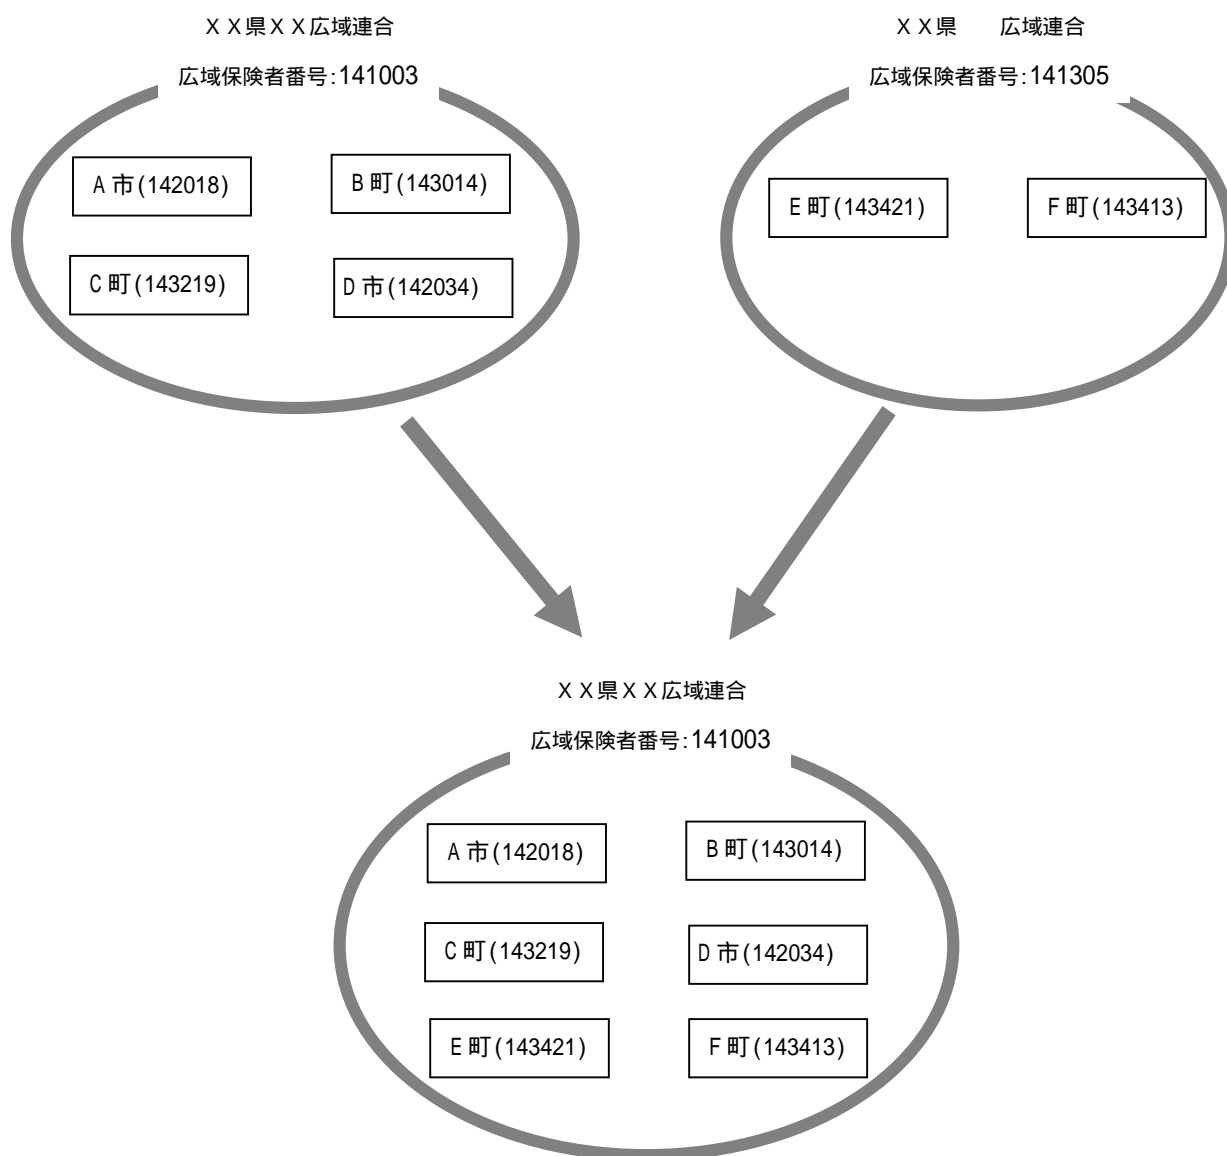 ＸＸ県ＸＸ広域連合
広域保険者番号:141003
A市(142018)
B町(143014)
C町(143219)
D市(142034)
ＸＸ県　　広域連合
広域保険者番号:141305
E町(143421)
F町(143413)
ＸＸ県ＸＸ広域連合
広域保険者番号:141003
A市(142018)
B町(143014)
C町(143219)
D市(142034)
E町(143421)
F町(143413)